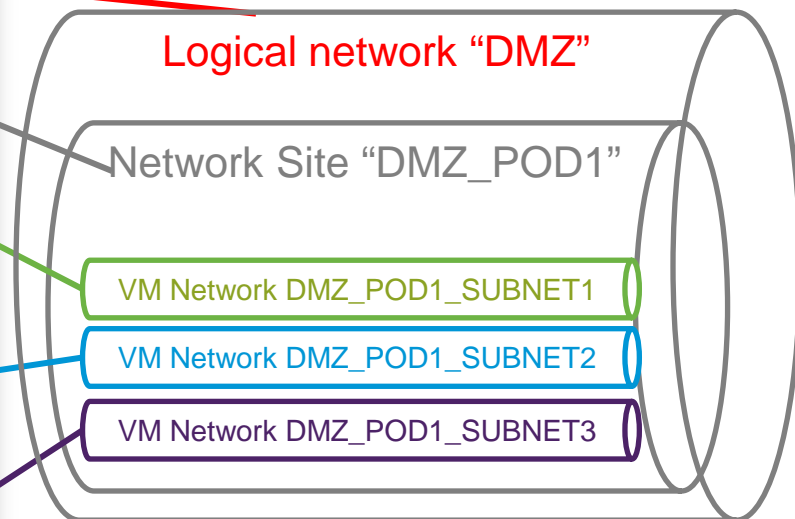 Logical network “DMZ”
Network Site “DMZ_POD1”
VM Network DMZ_POD1_SUBNET1
VM Network DMZ_POD1_SUBNET2
VM Network DMZ_POD1_SUBNET3